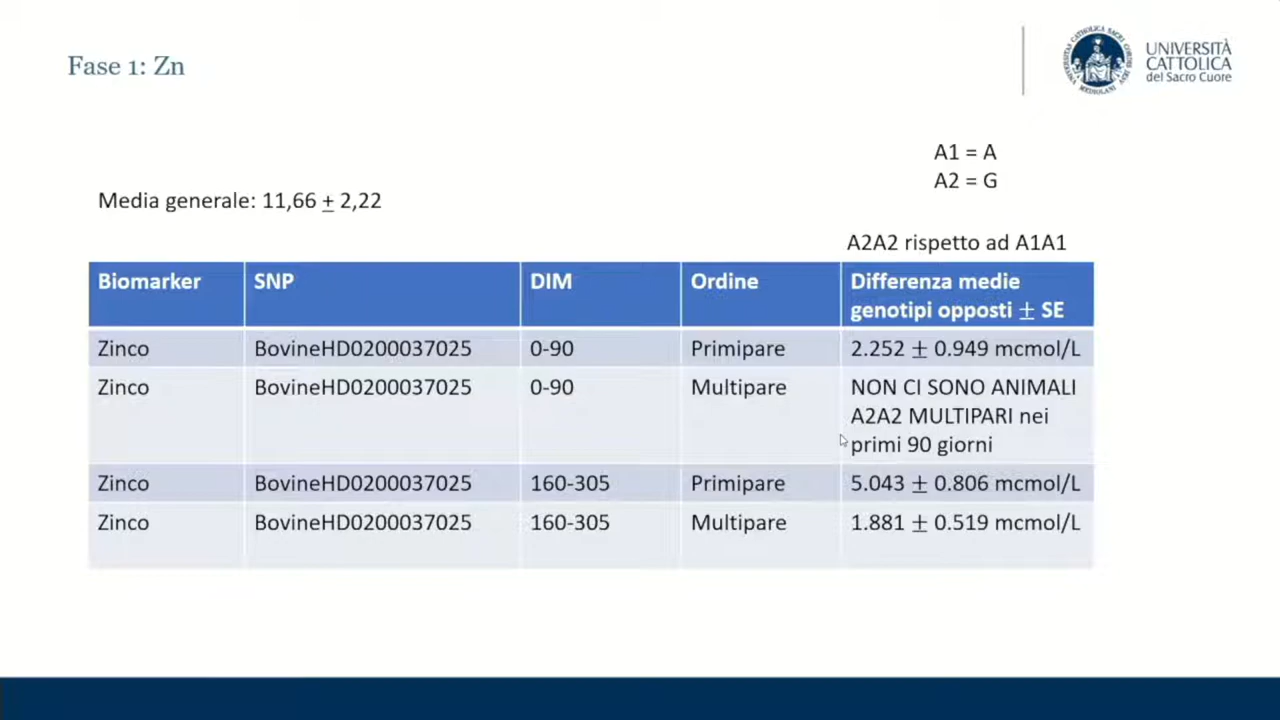 Fase 1: Zn
UNIVERSITÀ
CATTOLICA
del Sacro Cuore
A1 = A
A2 = G
Media generale: 11,66 ± 2,22
A2A2 rispetto ad A1A1
Biomarker SNP DIM Ordine Differenza medie
genotipi opposti ± SE
Zinco BovineHD0200037025 0-90 Primipare 2.252 ± 0.949 mcmol/L
Zinco BovineHD0200037025 0-90 Multipare NON CI SONO ANIMALI
A2A2 MULTIPARI nei
primi 90 giorni
Zinco BovineHD0200037025 160-305 Primipare 5.043 ± 0.806 mcmol/L
Zinco BovineHD0200037025 160-305 Multipare 1.881 ± 0.519 mcmol/L